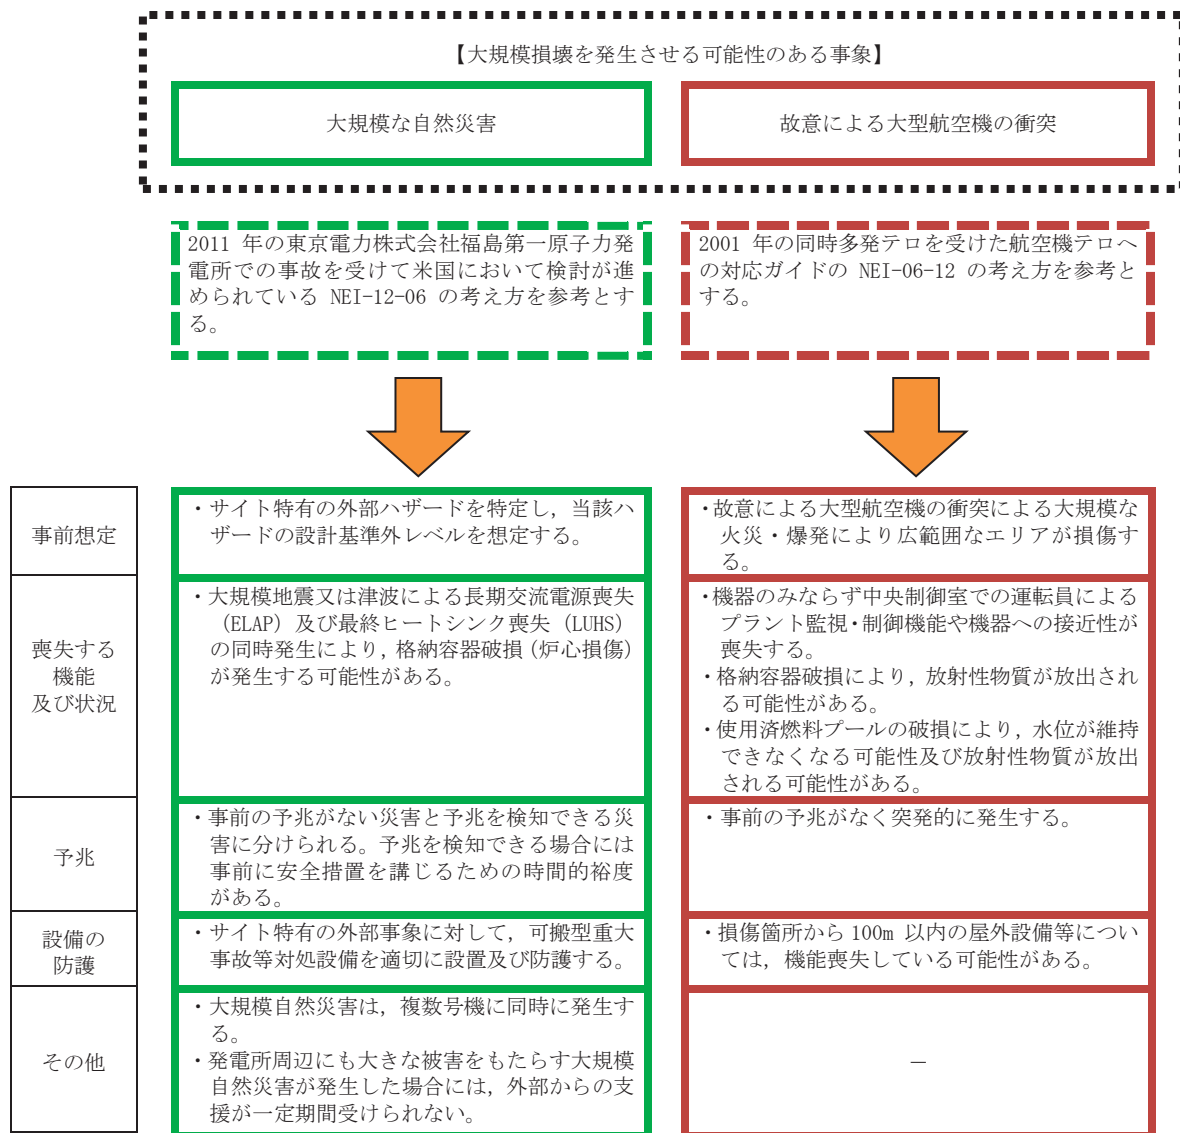 【大規模損壊を発生させる可能性のある事象】
大規模な自然災害
故意による大型航空機の衝突
2011 年の東京電力株式会社福島第一原子力発
電所での事故を受けて米国において検討が進
められている NEI-12-06 の考え方を参考とす
る。
2001 年の同時多発テロを受けた航空機テロへ
の対応ガイドの NEI-06-12 の考え方を参考と
する。
事前想定
・サイト特有の外部ハザードを特定し，当該ハ
ザードの設計基準外レベルを想定する。
・故意による大型航空機の衝突による大規模な
火災・爆発により広範囲なエリアが損傷す
る。
喪失する
機能
及び状況
・大規模地震又は津波による長期交流電源喪失
（ELAP）及び最終ヒートシンク喪失（LUHS）
の同時発生により，格納容器破損（炉心損傷）
が発生する可能性がある。
・機器のみならず中央制御室での運転員による
プラント監視・制御機能や機器への接近性が
喪失する。
・格納容器破損により，放射性物質が放出され
る可能性がある。
・使用済燃料プールの破損により，水位が維持
できなくなる可能性及び放射性物質が放出
される可能性がある。
予兆
・事前の予兆がない災害と予兆を検知できる災
害に分けられる。予兆を検知できる場合には
事前に安全措置を講じるための時間的裕度
がある。
・事前の予兆がなく突発的に発生する。
設備の
防護
・サイト特有の外部事象に対して，可搬型重大
事故等対処設備を適切に設置及び防護する。
・損傷箇所から 100m 以内の屋外設備等につい
ては，機能喪失している可能性がある。
その他
・大規模自然災害は，複数号機に同時に発生す
る。
・発電所周辺にも大きな被害をもたらす大規模
自然災害が発生した場合には，外部からの支
援が一定期間受けられない。
－